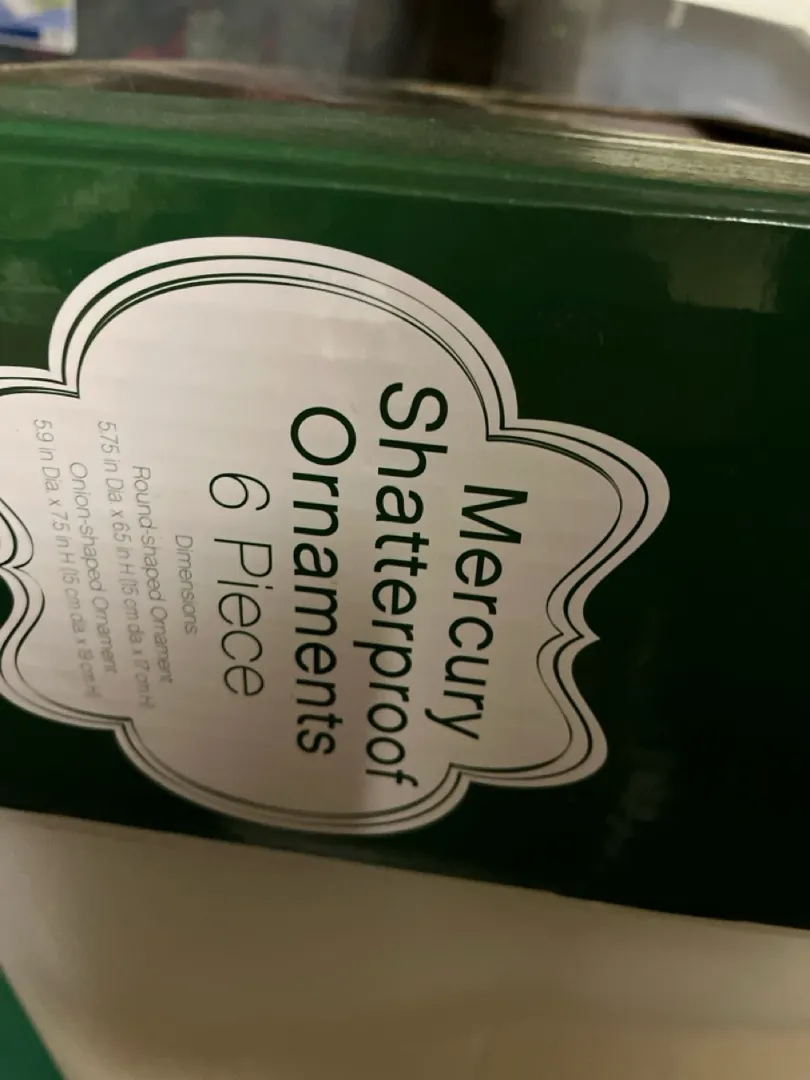 Mercury
Shatterproof
Ornaments
6 Piece
Dimensions
Round-shaped Ornament
5.75 in Dia. x 6.5 in H (15 cm dia x 17 cm H)
Onion-shaped Ornament
5.9 in Dia. x 7.5 in H (15 cm dia. x 19 cm H)